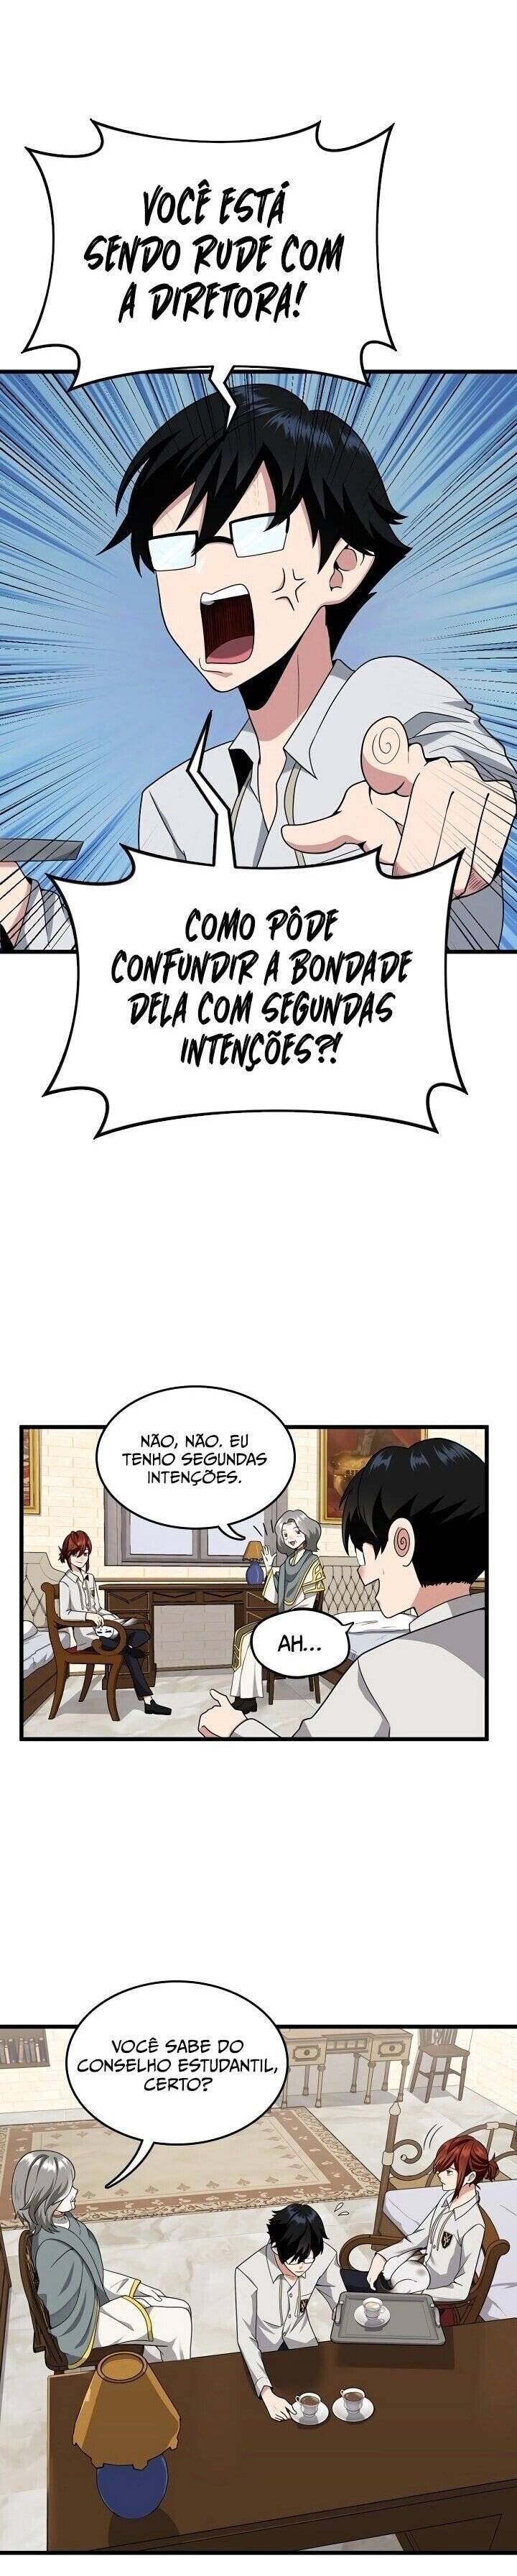 VOCÊ ESTÁ
SENDO RUDE COM
A DIRETORA!
COMO PÔDE
CONFUNDIR A BONDADE
DELA COM SEGUNDAS
INTENÇÕES?!
NÃO, NÃO. EU
TENHO SEGUNDAS
INTENÇÕES.
AH...
VOCÊ SABE DO
CONSELHO ESTUDANTIL,
CERTO?